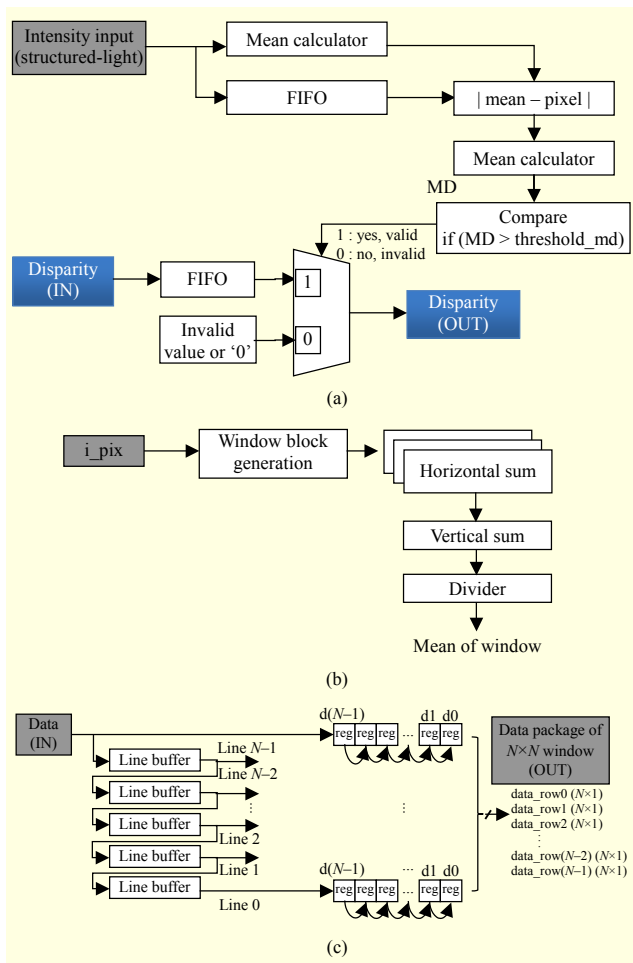 Intensity input
(structured-light)
Mean calculator
FIFO
| mean – pixel |
Mean calculator
MD
Compare
if (MD > threshold_md)
1 : yes, valid
0 : no, invalid
Disparity
(IN)
FIFO
1
Disparity
(OUT)
Invalid
value or ‘0’
0
(a)
i_pix
Window block
generation
Horizontal sum
Vertical sum
Divider
Mean of window
(b)
Data
(IN)
d(N–1)
d1 d0
reg reg reg ... reg reg
Data package of
N×N window
(OUT)
Line N–1
Line buffer
Line N–2
Line buffer
Line buffer
Line 2
Line buffer
Line 1
Line buffer
Line 0
data_row0 (N×1)
data_row1 (N×1)
data_row2 (N×1)
data_row(N–2) (N×1)
data_row(N–1) (N×1)
d(N–1)
d1 d0
reg reg reg ... reg reg
(c)